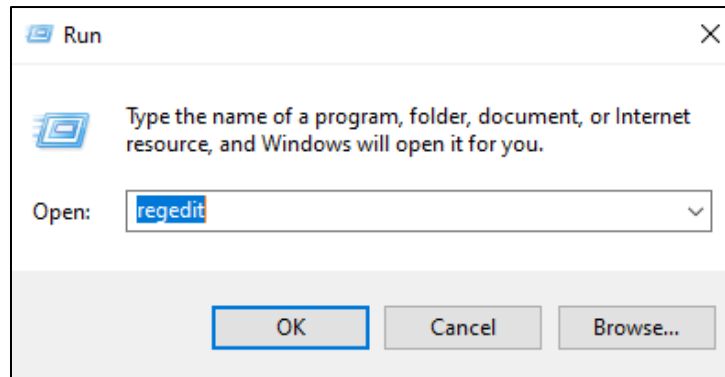 Run
Type the name of a program, folder, document, or Internet
resource, and Windows will open it for you.
Open: regedit
OK Cancel Browse...